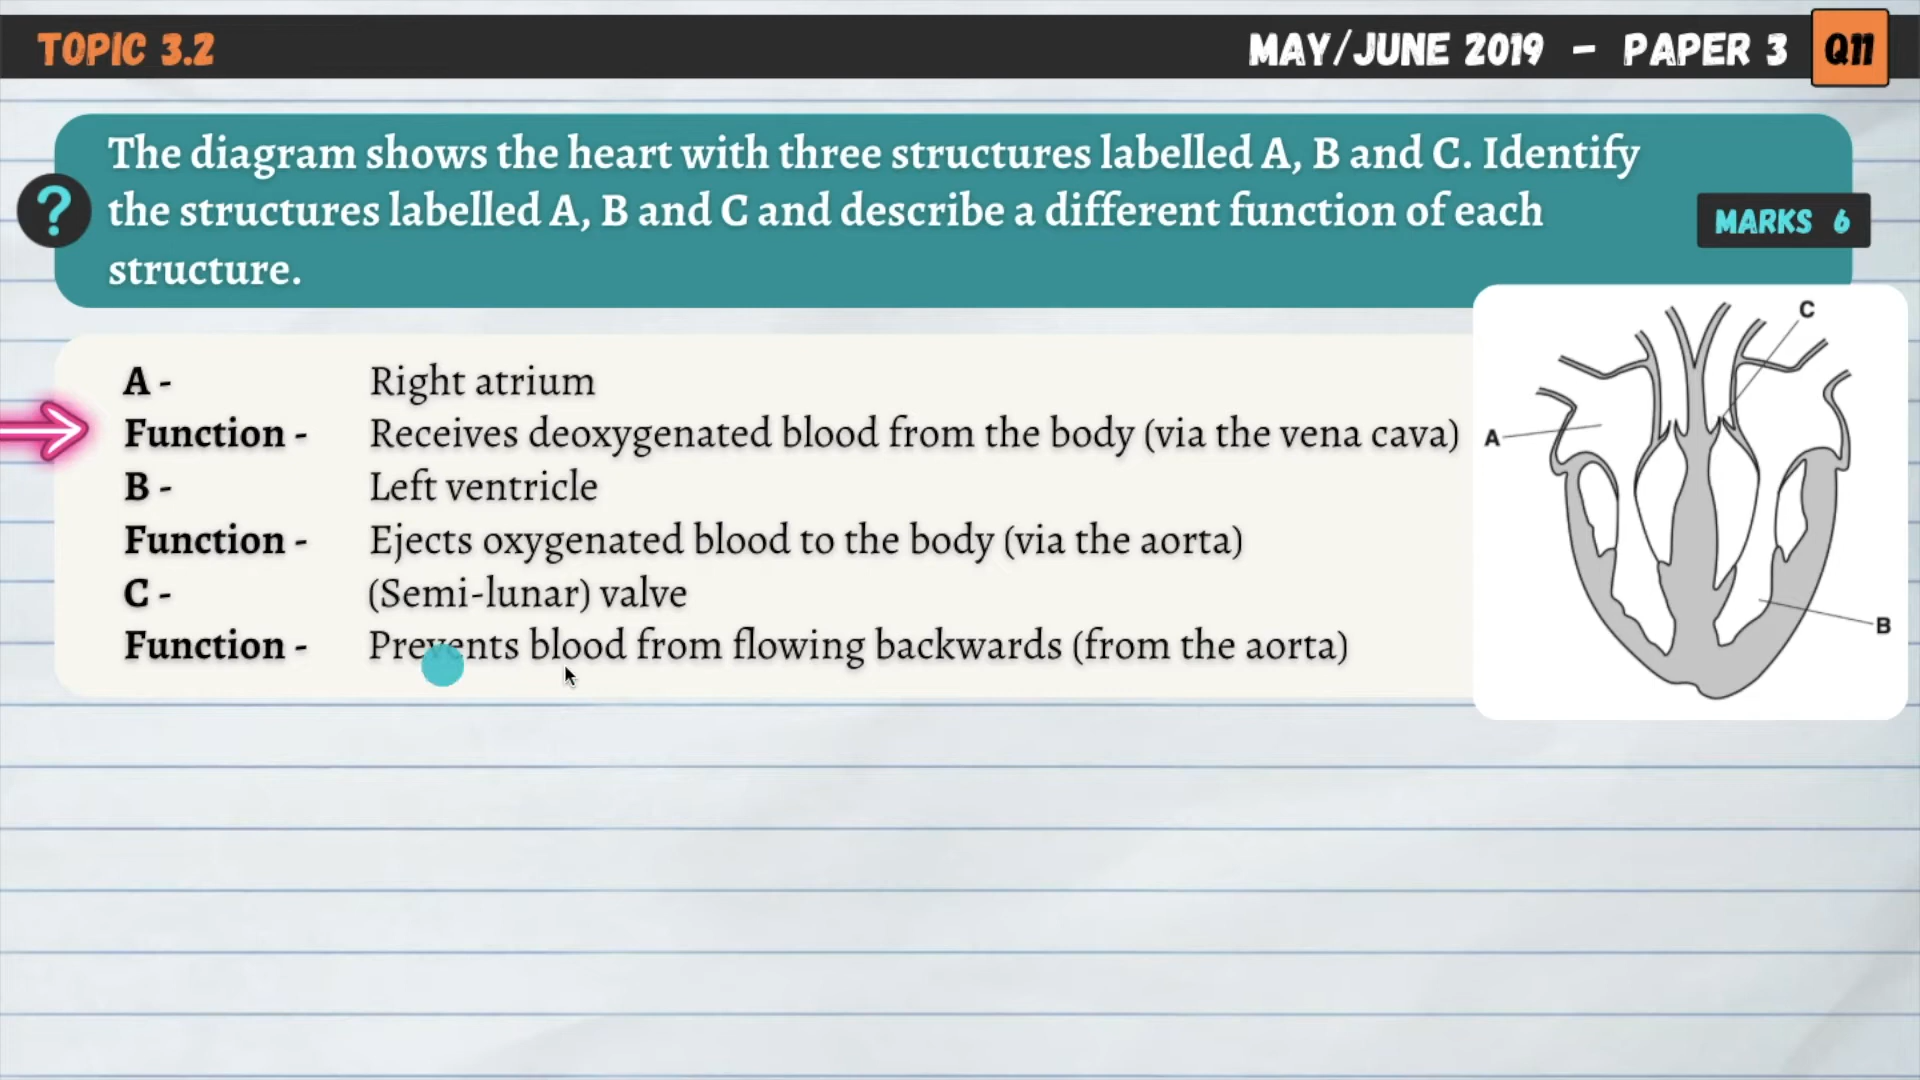 TOPIC 3.2
MAY/JUNE 2019 – PAPER 3 Q11
The diagram shows the heart with three structures labelled A, B and C. Identify
the structures labelled A, B and C and describe a different function of each
structure.
?
MARKS 6
A - Right atrium
Function - Receives deoxygenated blood from the body (via the vena cava)
B - Left ventricle
Function - Ejects oxygenated blood to the body (via the aorta)
C - (Semi-lunar) valve
Function - Prevents blood from flowing backwards (from the aorta)
C
A
B